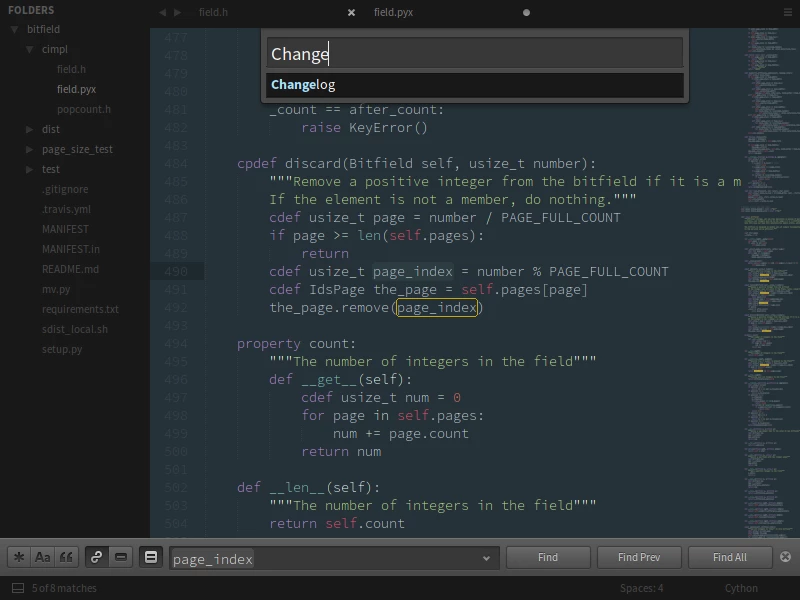 FOLDERS
bitfield
cimpl
field.h
field.pyx
popcount.h
dist
page_size_test
test
.gitignore
.travis.yml
MANIFEST
MANIFEST.in
README.md
mv.py
requirements.txt
sdist_local.sh
setup.py
field.h
field.pyx
Change
Changelog
477
478
479
481 _count == after_count:
482 raise KeyError()
483
484 cpdef discard(Bitfield self, usize_t number):
485 """Remove a positive integer from the bitfield if it is a m
486 If the element is not a member, do nothing."""
487 cdef usize_t page = number / PAGE_FULL_COUNT
488 if page >= len(self.pages):
489 return
490 cdef usize_t page_index = number % PAGE_FULL_COUNT
491 cdef IdsPage the_page = self.pages[page]
492 the_page.remove(page_index)
493
494 property count:
495 """The number of integers in the field"""
496 def __get__(self):
497 cdef usize_t num = 0
498 for page in self.pages:
499 num += page.count
500 return num
501
502 def __len__(self):
503 """The number of integers in the field"""
504 return self.count
page_index
Find
Find Prev
Find All
5 of 8 matches
Spaces: 4
Cython